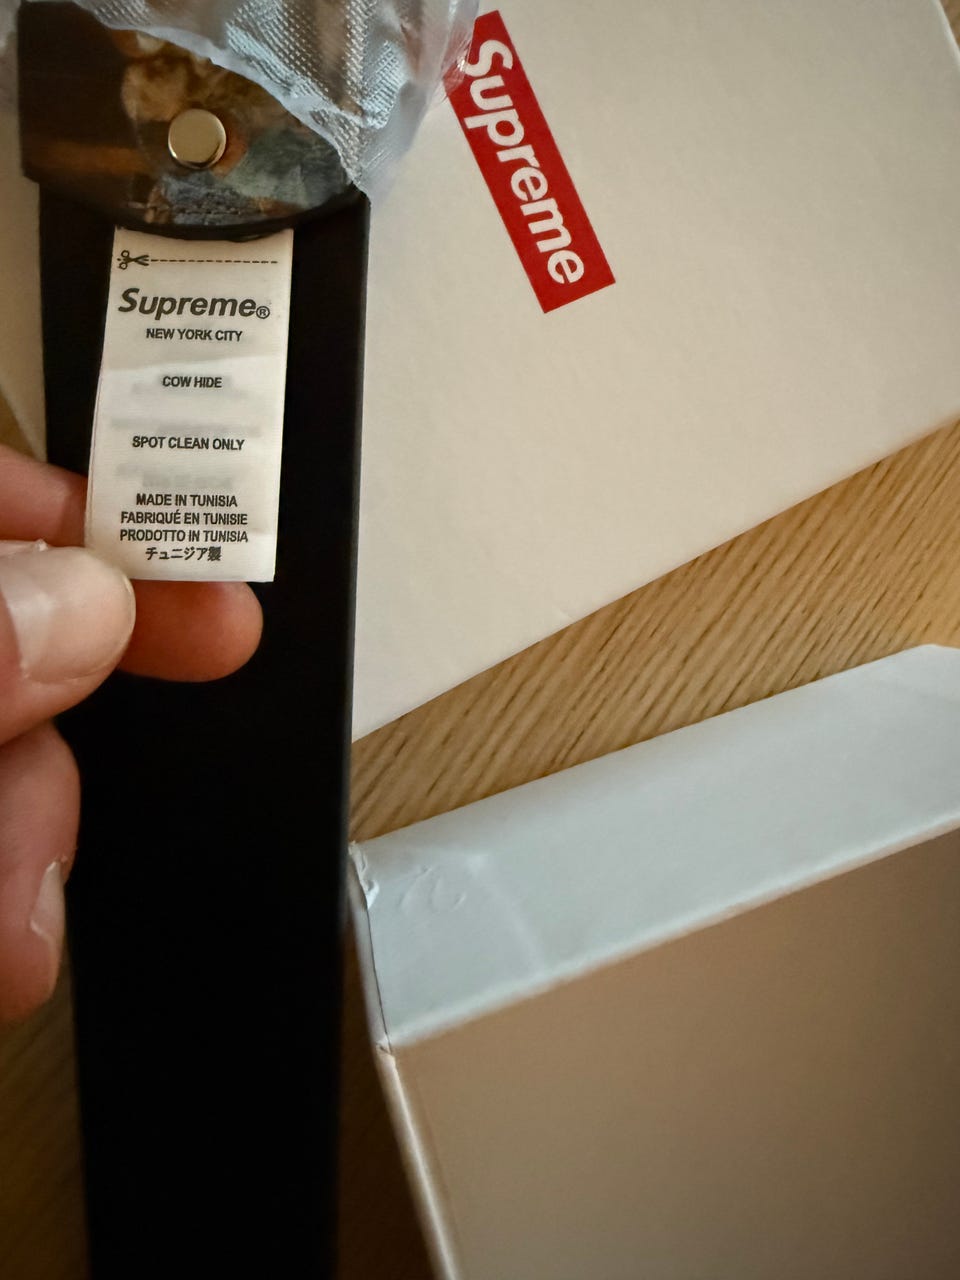 Supreme
Supreme®
NEW YORK CITY
COW HIDE
SPOT CLEAN ONLY
MADE IN TUNISIA
FABRIQUÉ EN TUNISIE
PRODOTTO IN TUNISIA
チュニジア製